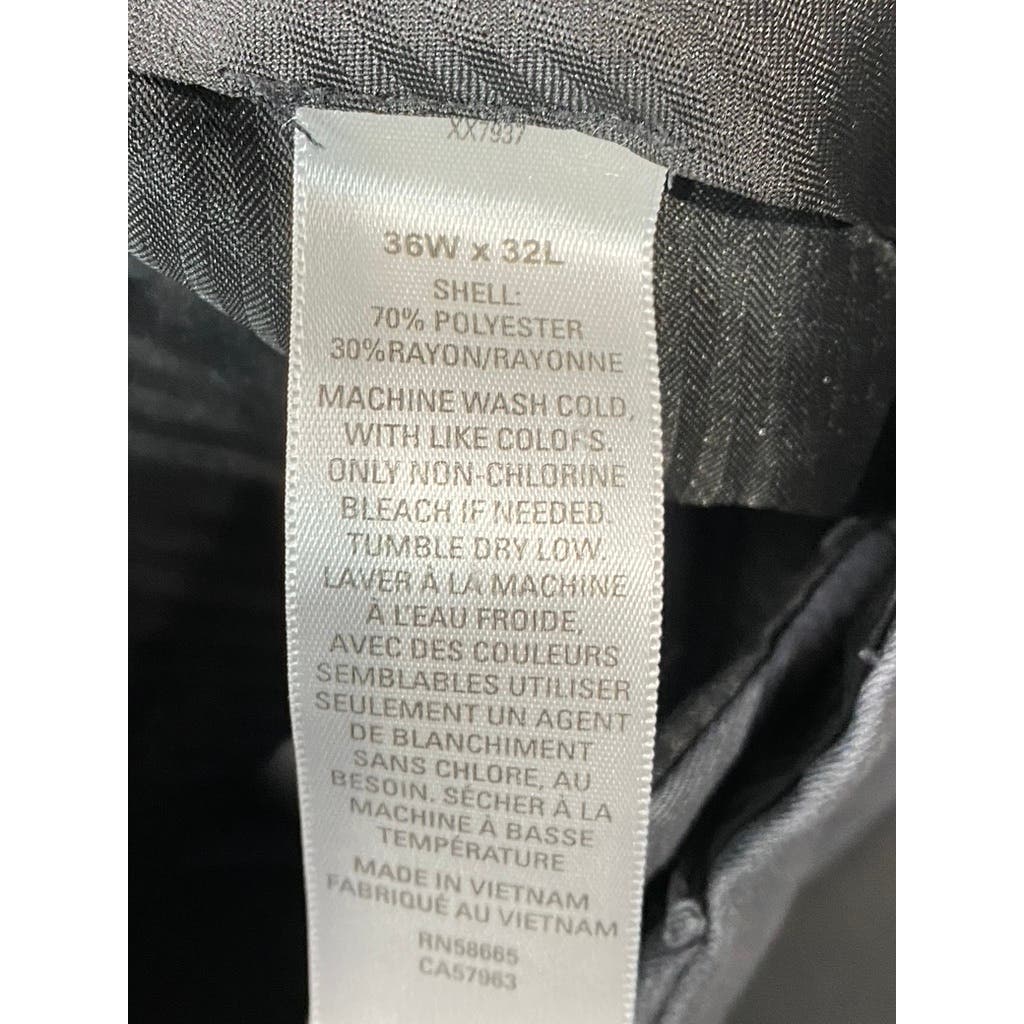 XX7937
36W x 32L
SHELL:
70% POLYESTER
30%RAYON/RAYONNE
MACHINE WASH COLD,
WITH LIKE COLORS.
ONLY NON-CHLORINE
BLEACH IF NEEDED.
TUMBLE DRY LOW.
LAVER À LA MACHINE
À L'EAU FROIDE,
AVEC DES COULEURS
SEMBLABLES UTILISER
SEULEMENT UN AGENT
DE BLANCHIMENT
SANS CHLORE, AU
BESOIN. SÉCHER À LA
MACHINE À BASSE
TEMPÉRATURE
MADE IN VIETNAM
FABRIQUÉ AU VIETNAM
RN58665
CA57963